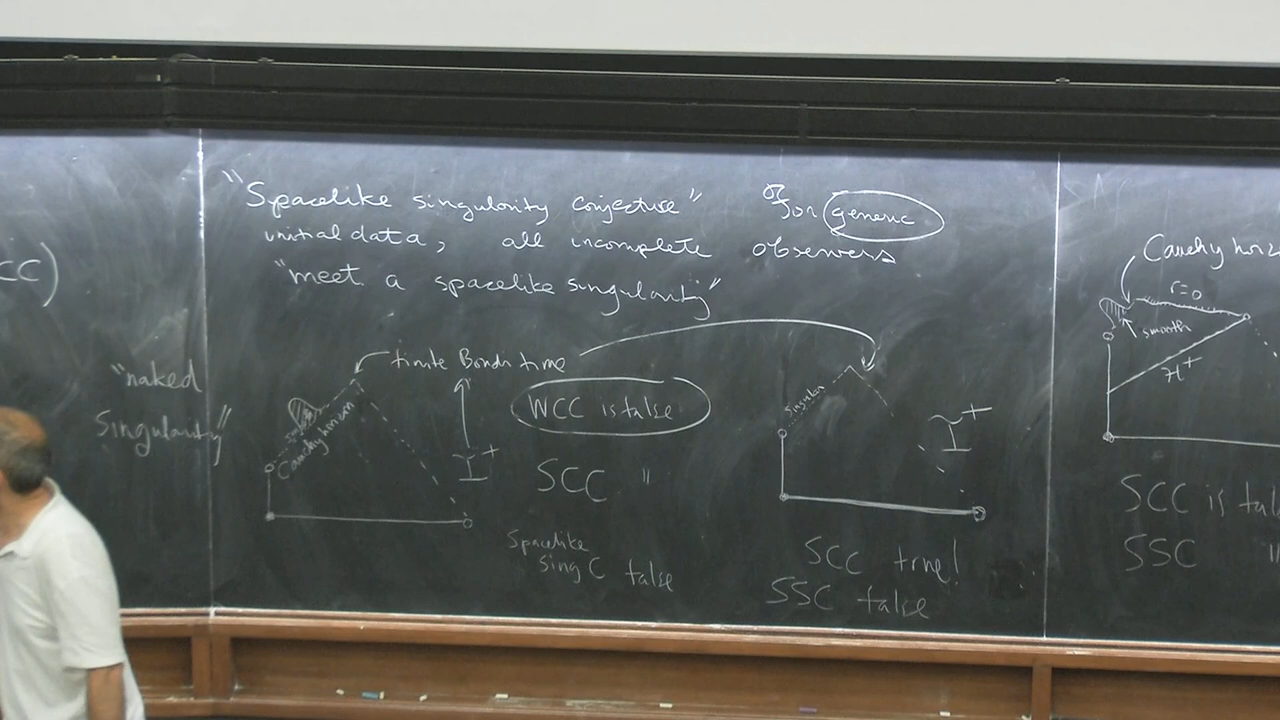 CC)
"naked
Singularity"
"Spacelike singularity conjecture" for generic
initial data, all incomplete observers
"meet a spacelike singularity"
finite Bondi time
Cauchy horizon
I+
WCC is false
SCC "
Spacelike
sing C false
singular
I+
SCC true!
SSC false
Cauchy horiz
r=0
smooth
H+
SCC is fal
SSC "